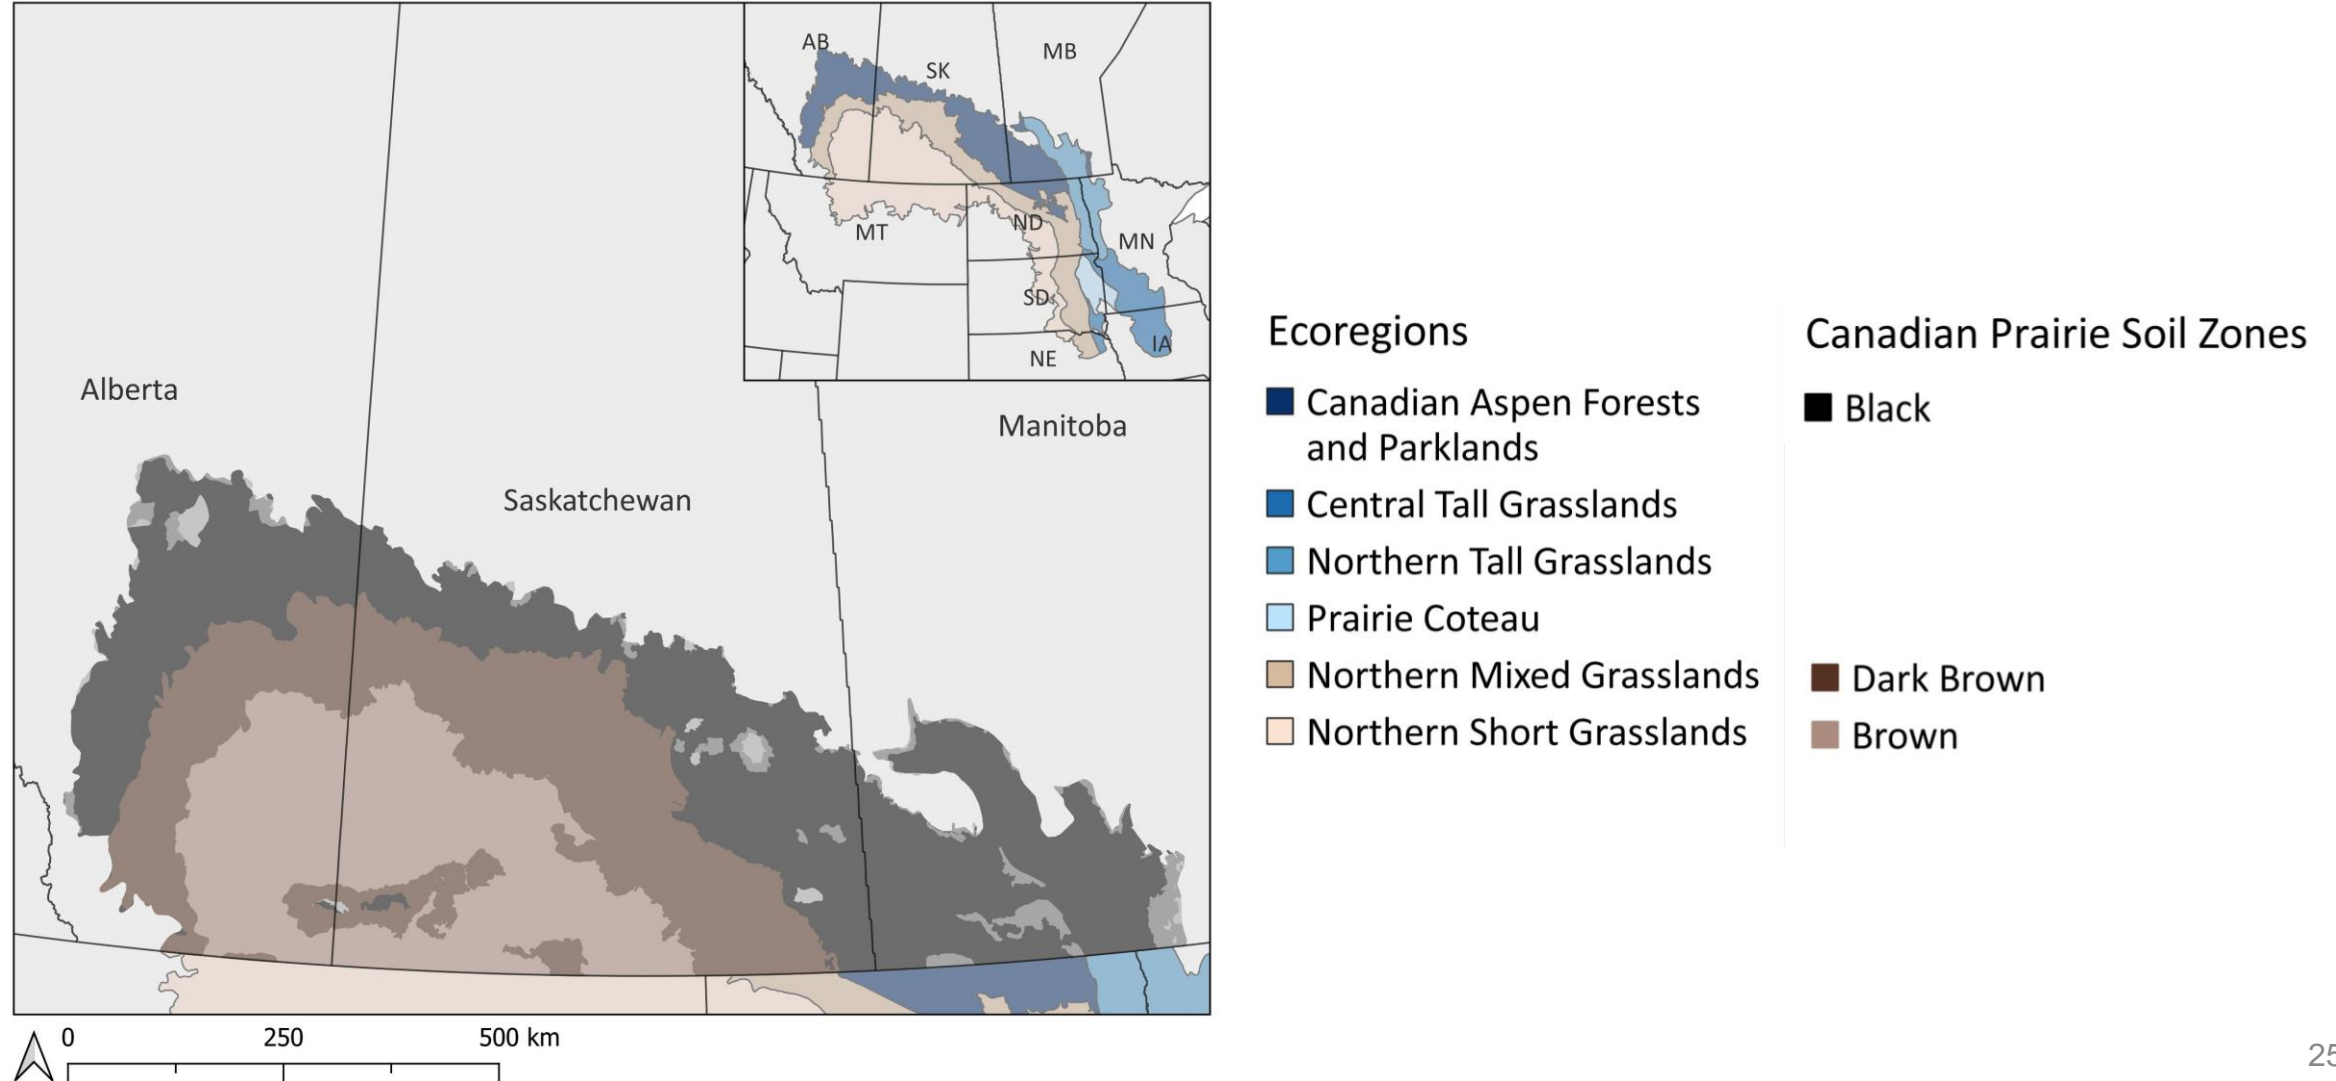 AB
SK
MB
MT
ND
MN
SD
IA
NE
Alberta
Saskatchewan
Manitoba
0 250 500 km
Ecoregions
Canadian Aspen Forests
and Parklands
Central Tall Grasslands
Northern Tall Grasslands
Prairie Coteau
Northern Mixed Grasslands
Northern Short Grasslands
Canadian Prairie Soil Zones
Black
Dark Brown
Brown
25